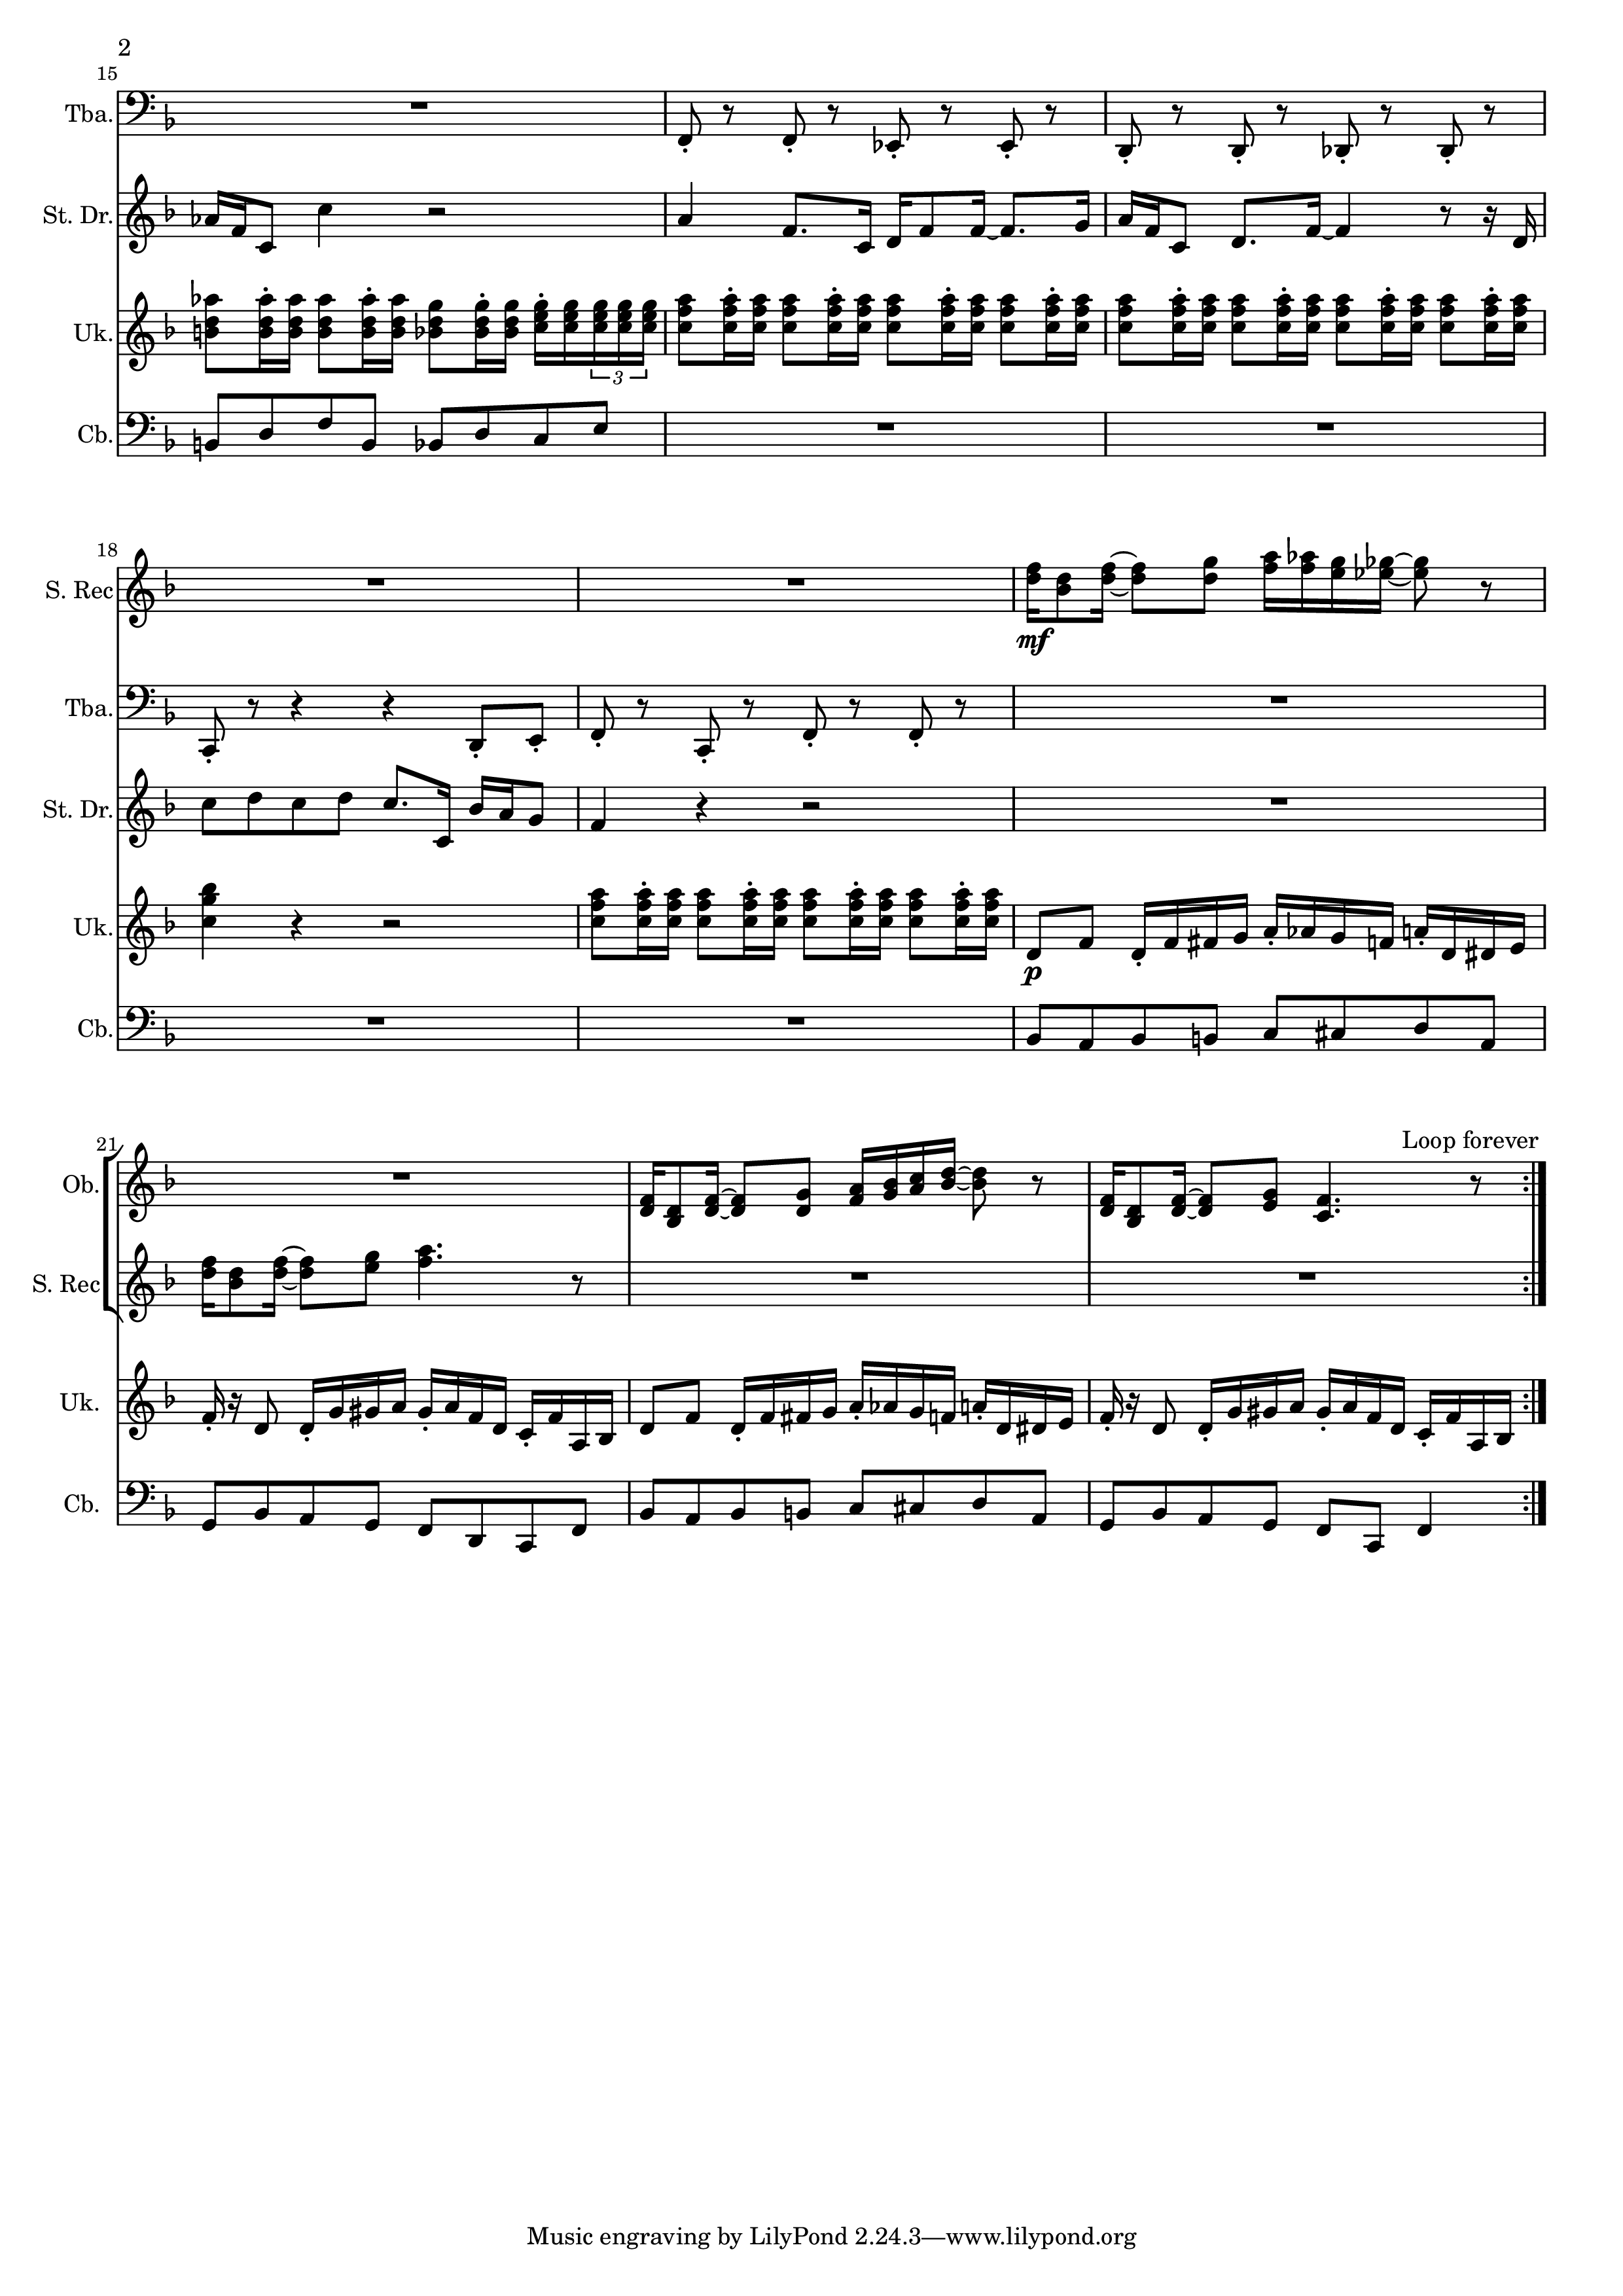 2
15
Tba.
St. Dr.
Uk.
3
Cb.
18
S. Rec
mf
Tba.
St. Dr.
Uk.
p
Cb.
21
Loop forever
Ob.
S. Rec
Uk.
Cb.
Music engraving by LilyPond 2.24.3—www.lilypond.org